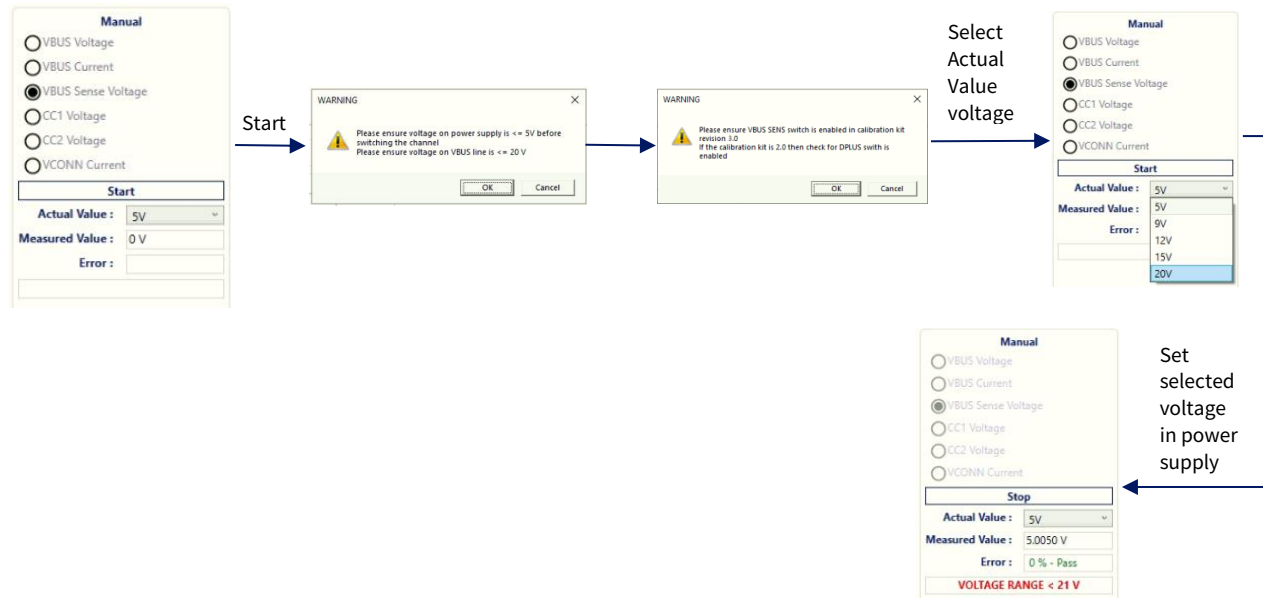 Manual
VBUS Voltage
VBUS Current
VBUS Sense Voltage
CC1 Voltage
CC2 Voltage
VCONN Current
Start
Actual Value : 5V
Measured Value : 0 V
Error :
Start
WARNING
Please ensure voltage on power supply is <= 5V before
switching the channel
Please ensure voltage on VBUS line is <= 20 V
OK Cancel
WARNING
Please ensure VBUS SENS switch is enabled in calibration kit
revision 3.0
If the calibration kit is 2.0 then check for DPLUS swith is
enabled
OK Cancel
Select
Actual
Value
voltage
Manual
VBUS Voltage
VBUS Current
VBUS Sense Voltage
CC1 Voltage
CC2 Voltage
VCONN Current
Start
Actual Value : 5V
Measured Value : 5V
9V
Error :
12V
15V
20V
Set
selected
voltage
in power
supply
Manual
VBUS Voltage
VBUS Current
VBUS Sense Voltage
CC1 Voltage
CC2 Voltage
VCONN Current
Stop
Actual Value : 5V
Measured Value : 5.0050 V
Error : 0 % - Pass
VOLTAGE RANGE < 21 V